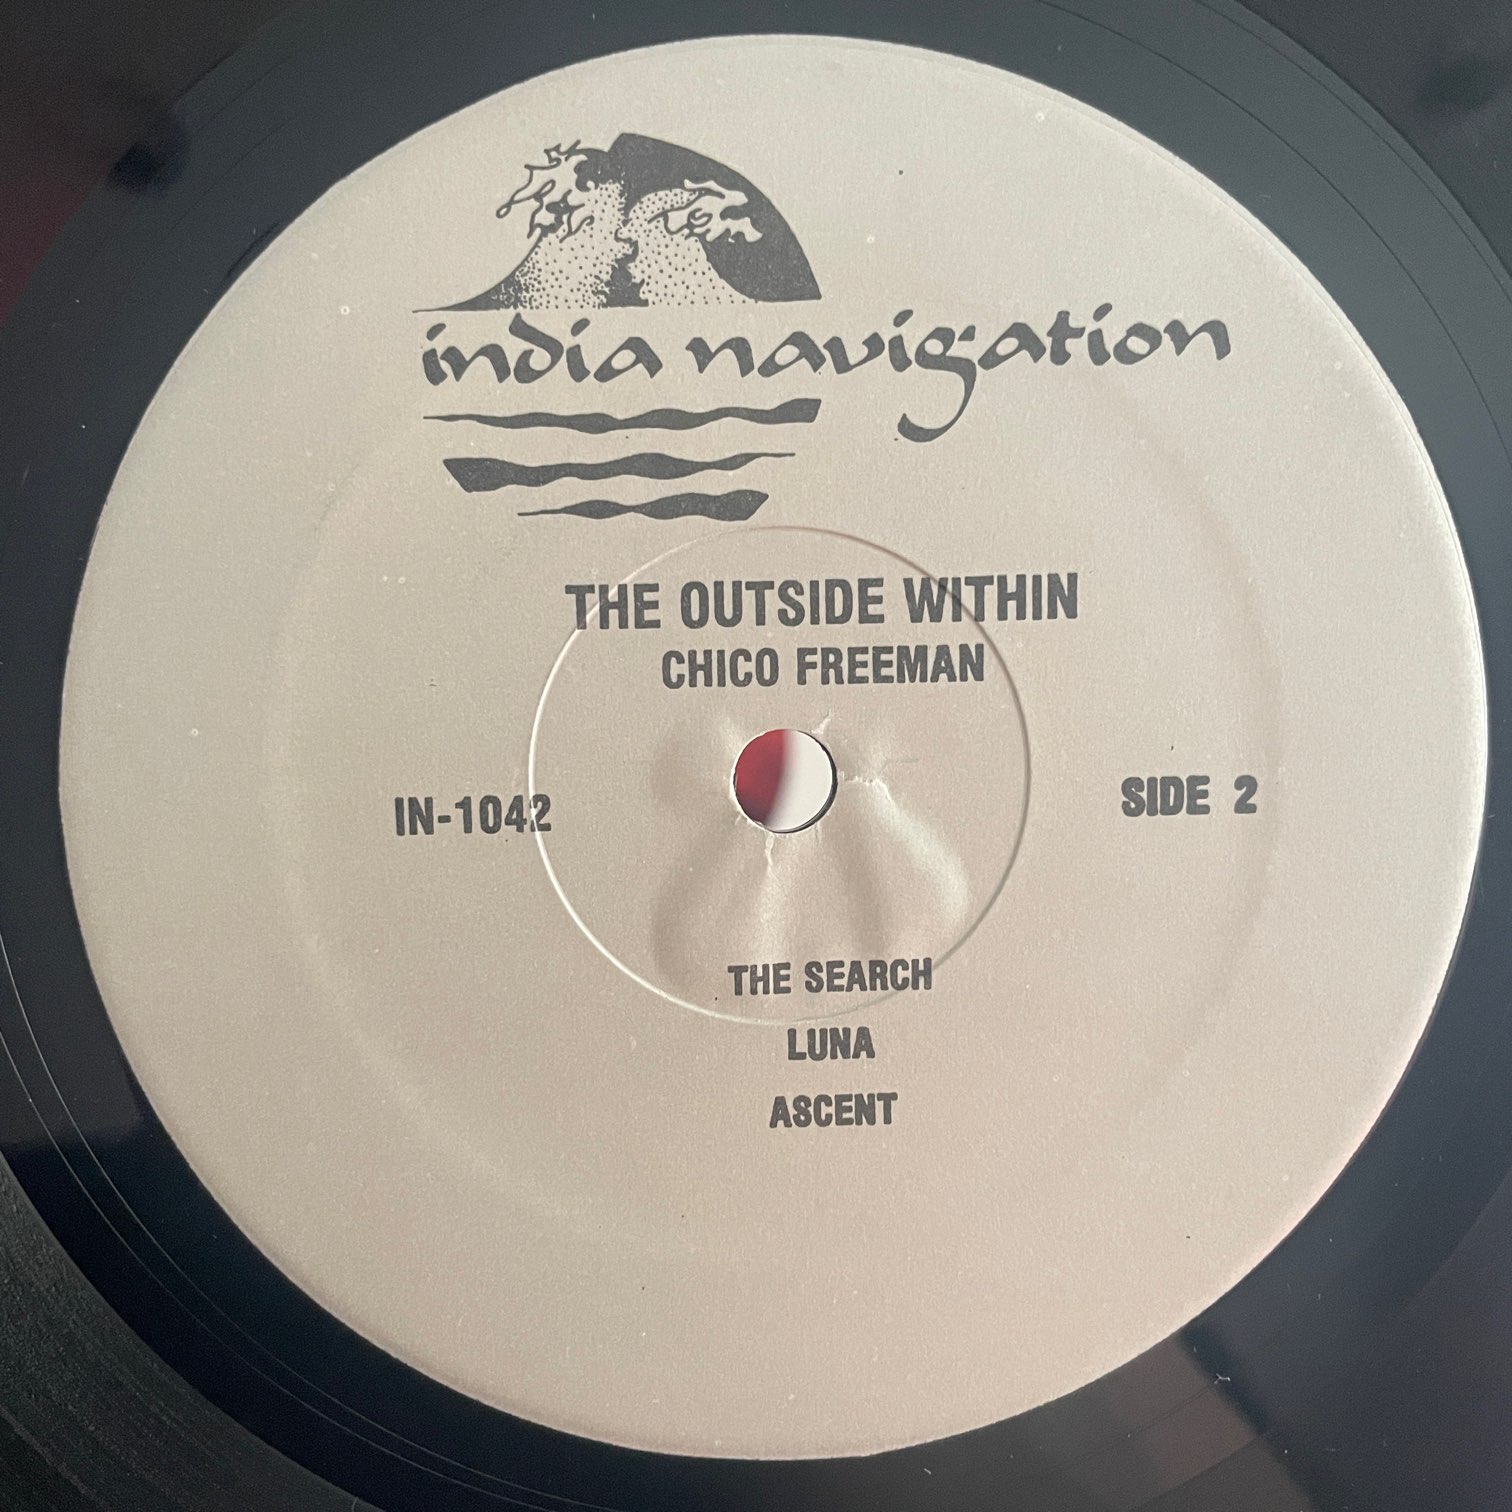 india navigation
THE OUTSIDE WITHIN
CHICO FREEMAN
IN-1042
SIDE 2
THE SEARCH
LUNA
ASCENT